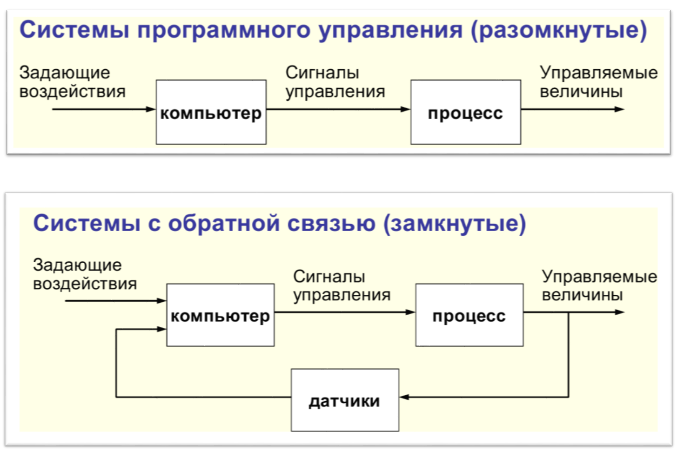 Системы программного управления (разомкнутые)
Задающие
воздействия
компьютер
Сигналы
управления
процесс
Управляемые
величины
Системы с обратной связью (замкнутые)
Задающие
воздействия
компьютер
Сигналы
управления
процесс
Управляемые
величины
датчики